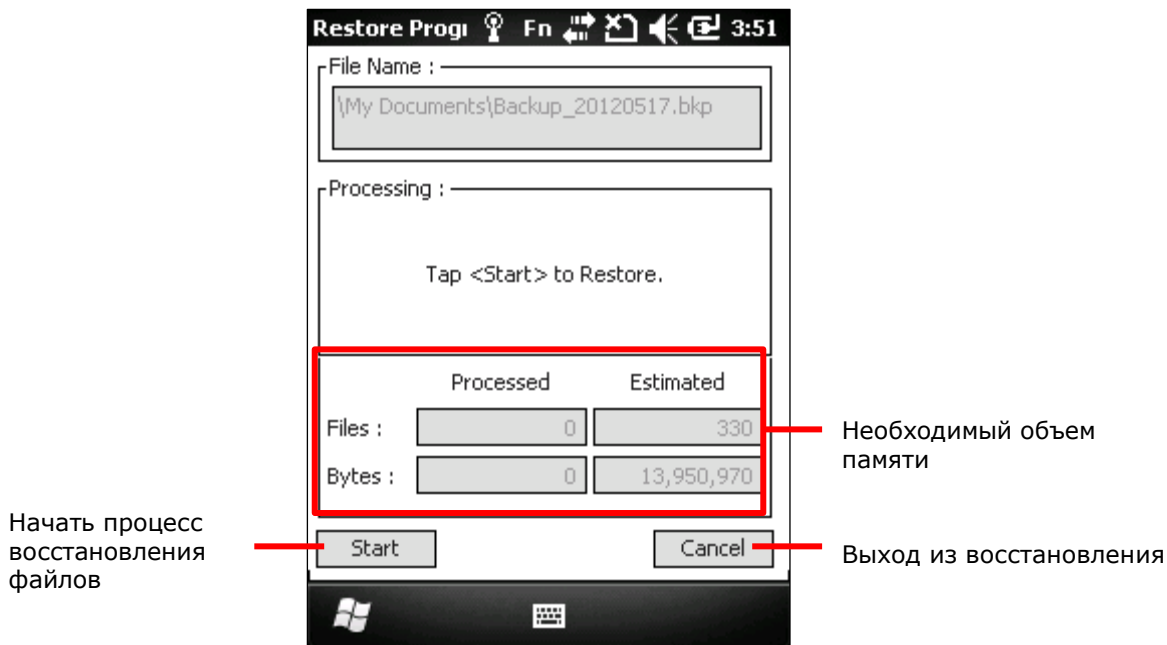 Restore Progr Fn 3:51
File Name :
\My Documents\Backup_20120517.bkp
Processing :
Tap <Start> to Restore.
Processed Estimated
Files : 0 330
Bytes : 0 13,950,970
Необходимый объем
памяти
Начать процесс
восстановления
файлов
Start Cancel
Выход из восстановления